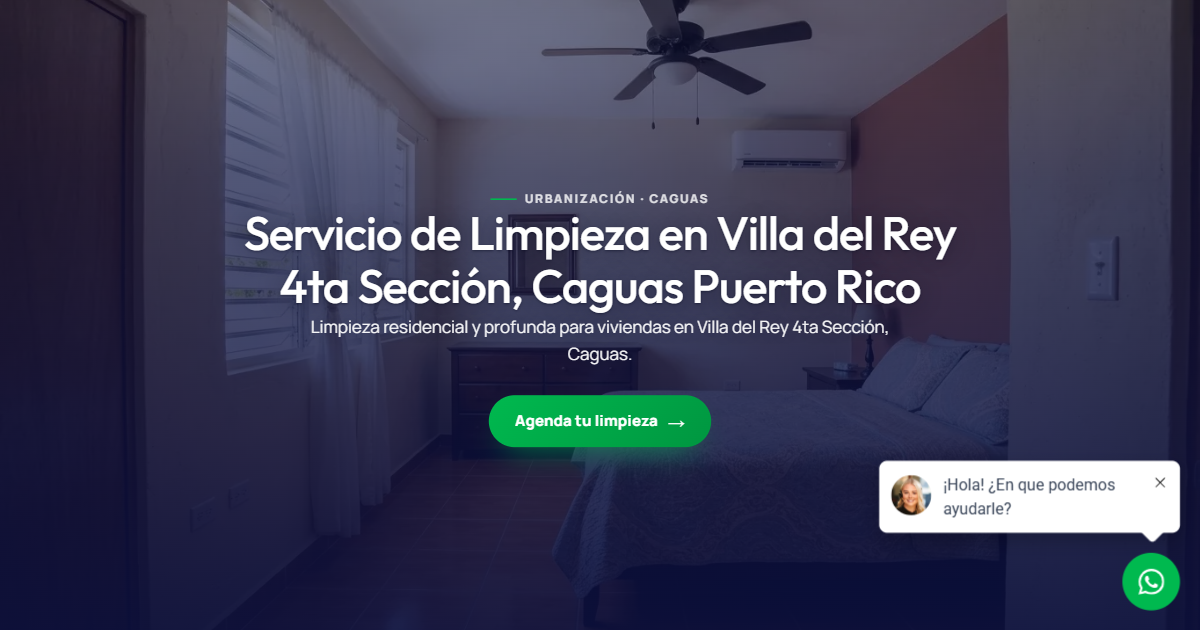 URBANIZACIÓN · CAGUAS
Servicio de Limpieza en Villa del Rey
4ta Sección, Caguas Puerto Rico
Limpieza residencial y profunda para viviendas en Villa del Rey 4ta Sección,
Caguas.
Agenda tu limpieza →
¡Hola! ¿En que podemos
ayudarle?